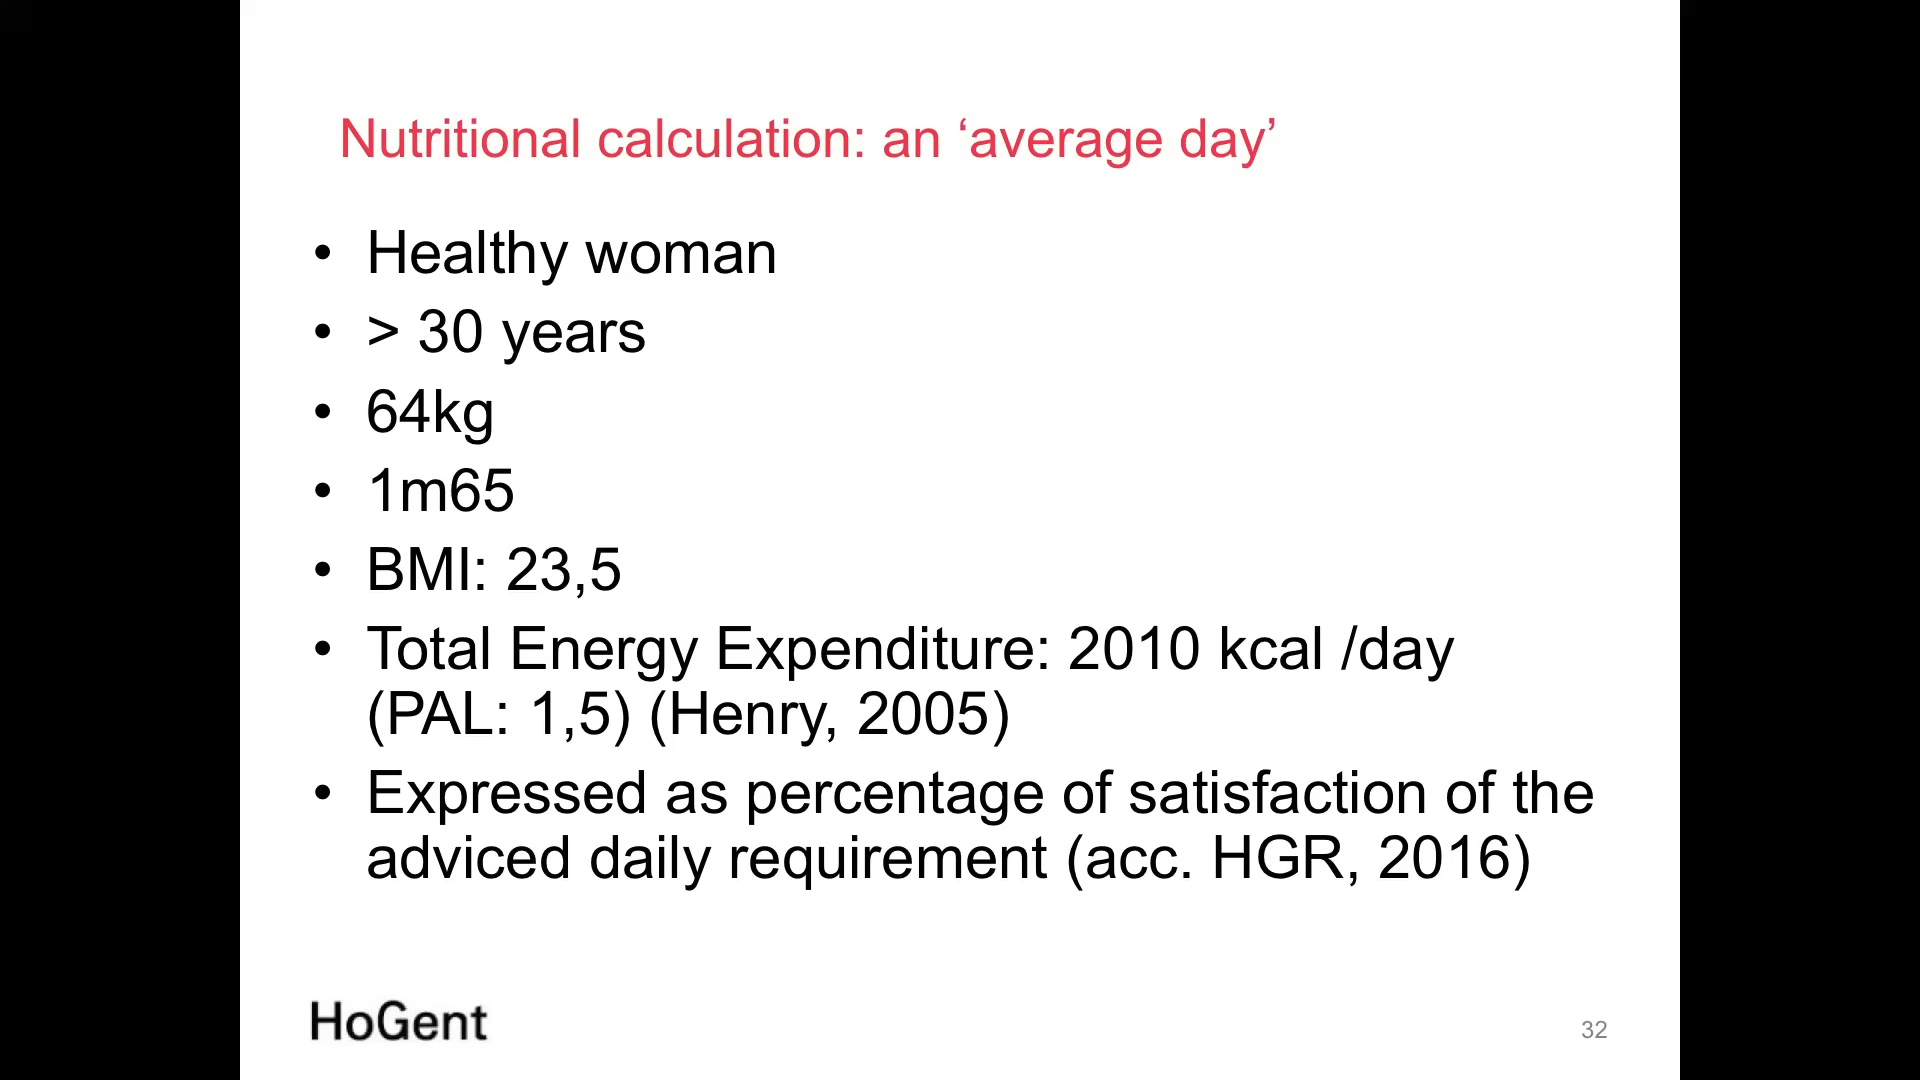 Nutritional calculation: an ‘average day’
• Healthy woman
• > 30 years
• 64kg
• 1m65
• BMI: 23,5
• Total Energy Expenditure: 2010 kcal /day
(PAL: 1,5) (Henry, 2005)
• Expressed as percentage of satisfaction of the
adviced daily requirement (acc. HGR, 2016)
HoGent
32